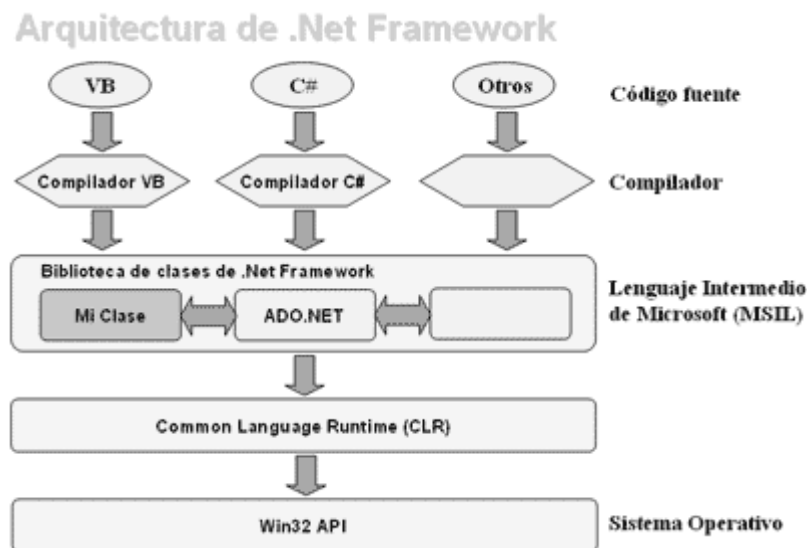 Arquitectura de .Net Framework
VB
C#
Otros
Código fuente
Compilador VB
Compilador C#
Compilador
Biblioteca de clases de .Net Framework
Mi Clase
ADO.NET
Lenguaje Intermedio
de Microsoft (MSIL)
Common Language Runtime (CLR)
Win32 API
Sistema Operativo